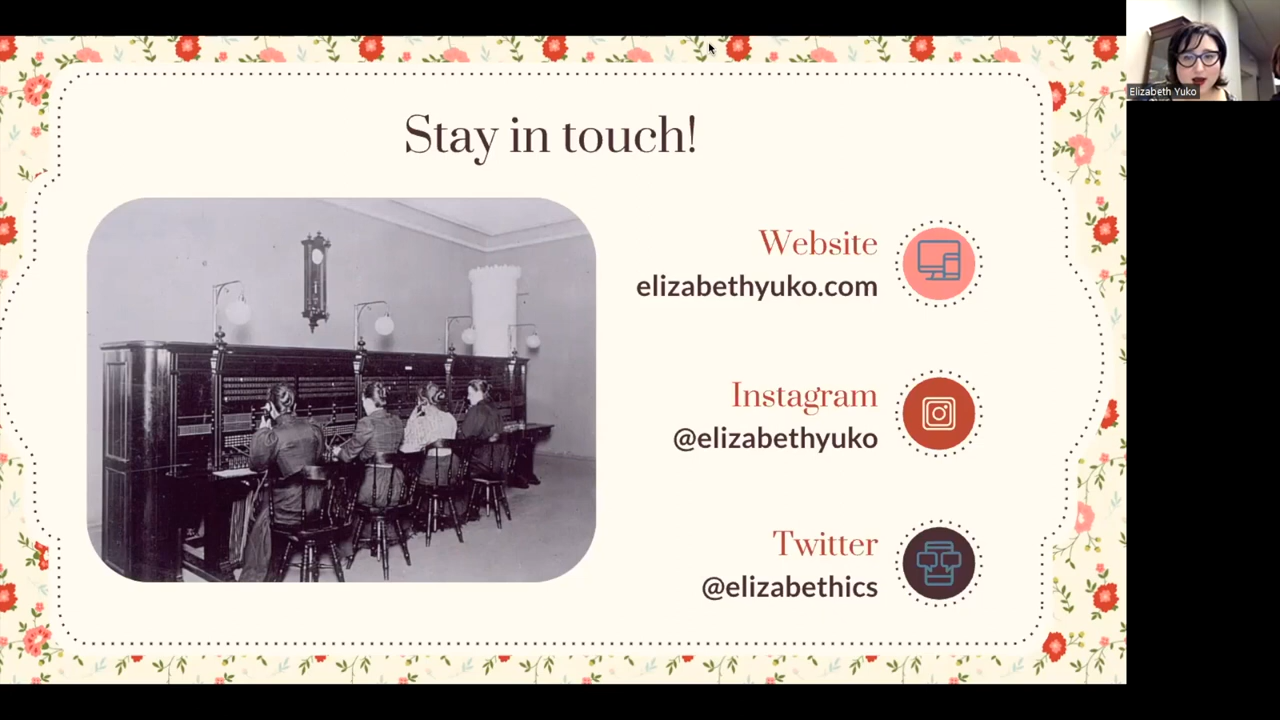 Elizabeth Yuko
Stay in touch!
Website
elizabethyuko.com
Instagram
@elizabethyuko
Twitter
@elizabethics